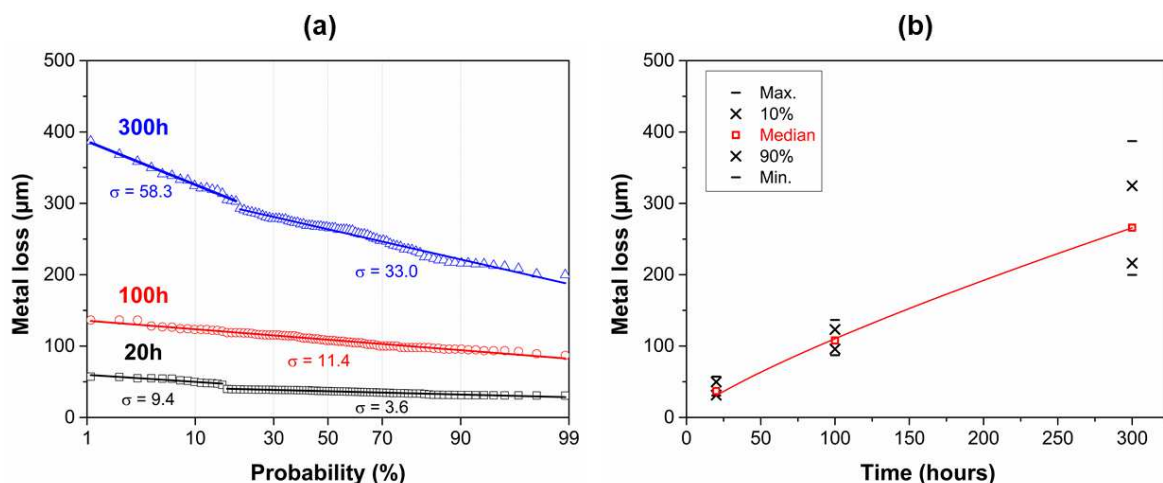 (a)
500
400
300
200
100
0
Metal loss (µm)
300h
σ = 58.3
σ = 33.0
100h
σ = 11.4
20h
σ = 9.4
σ = 3.6
1
10
30
50
70
90
99
Probability (%)
(b)
500
400
300
200
100
0
Metal loss (µm)
Max.
10%
Median
90%
Min.
0
50
100
150
200
250
300
Time (hours)